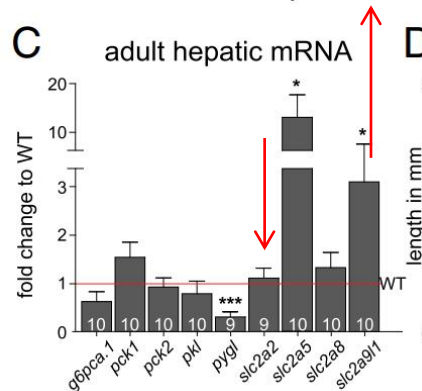 C
adult hepatic mRNA
D
fold change to WT
20
10
3
2
1
0
*
*
***
WT
10
10
10
10
9
9
10
10
10
g6pca.1
pck1
pck2
pkl
pygl
slc2a2
slc2a5
slc2a8
slc2a9l1
length in mm